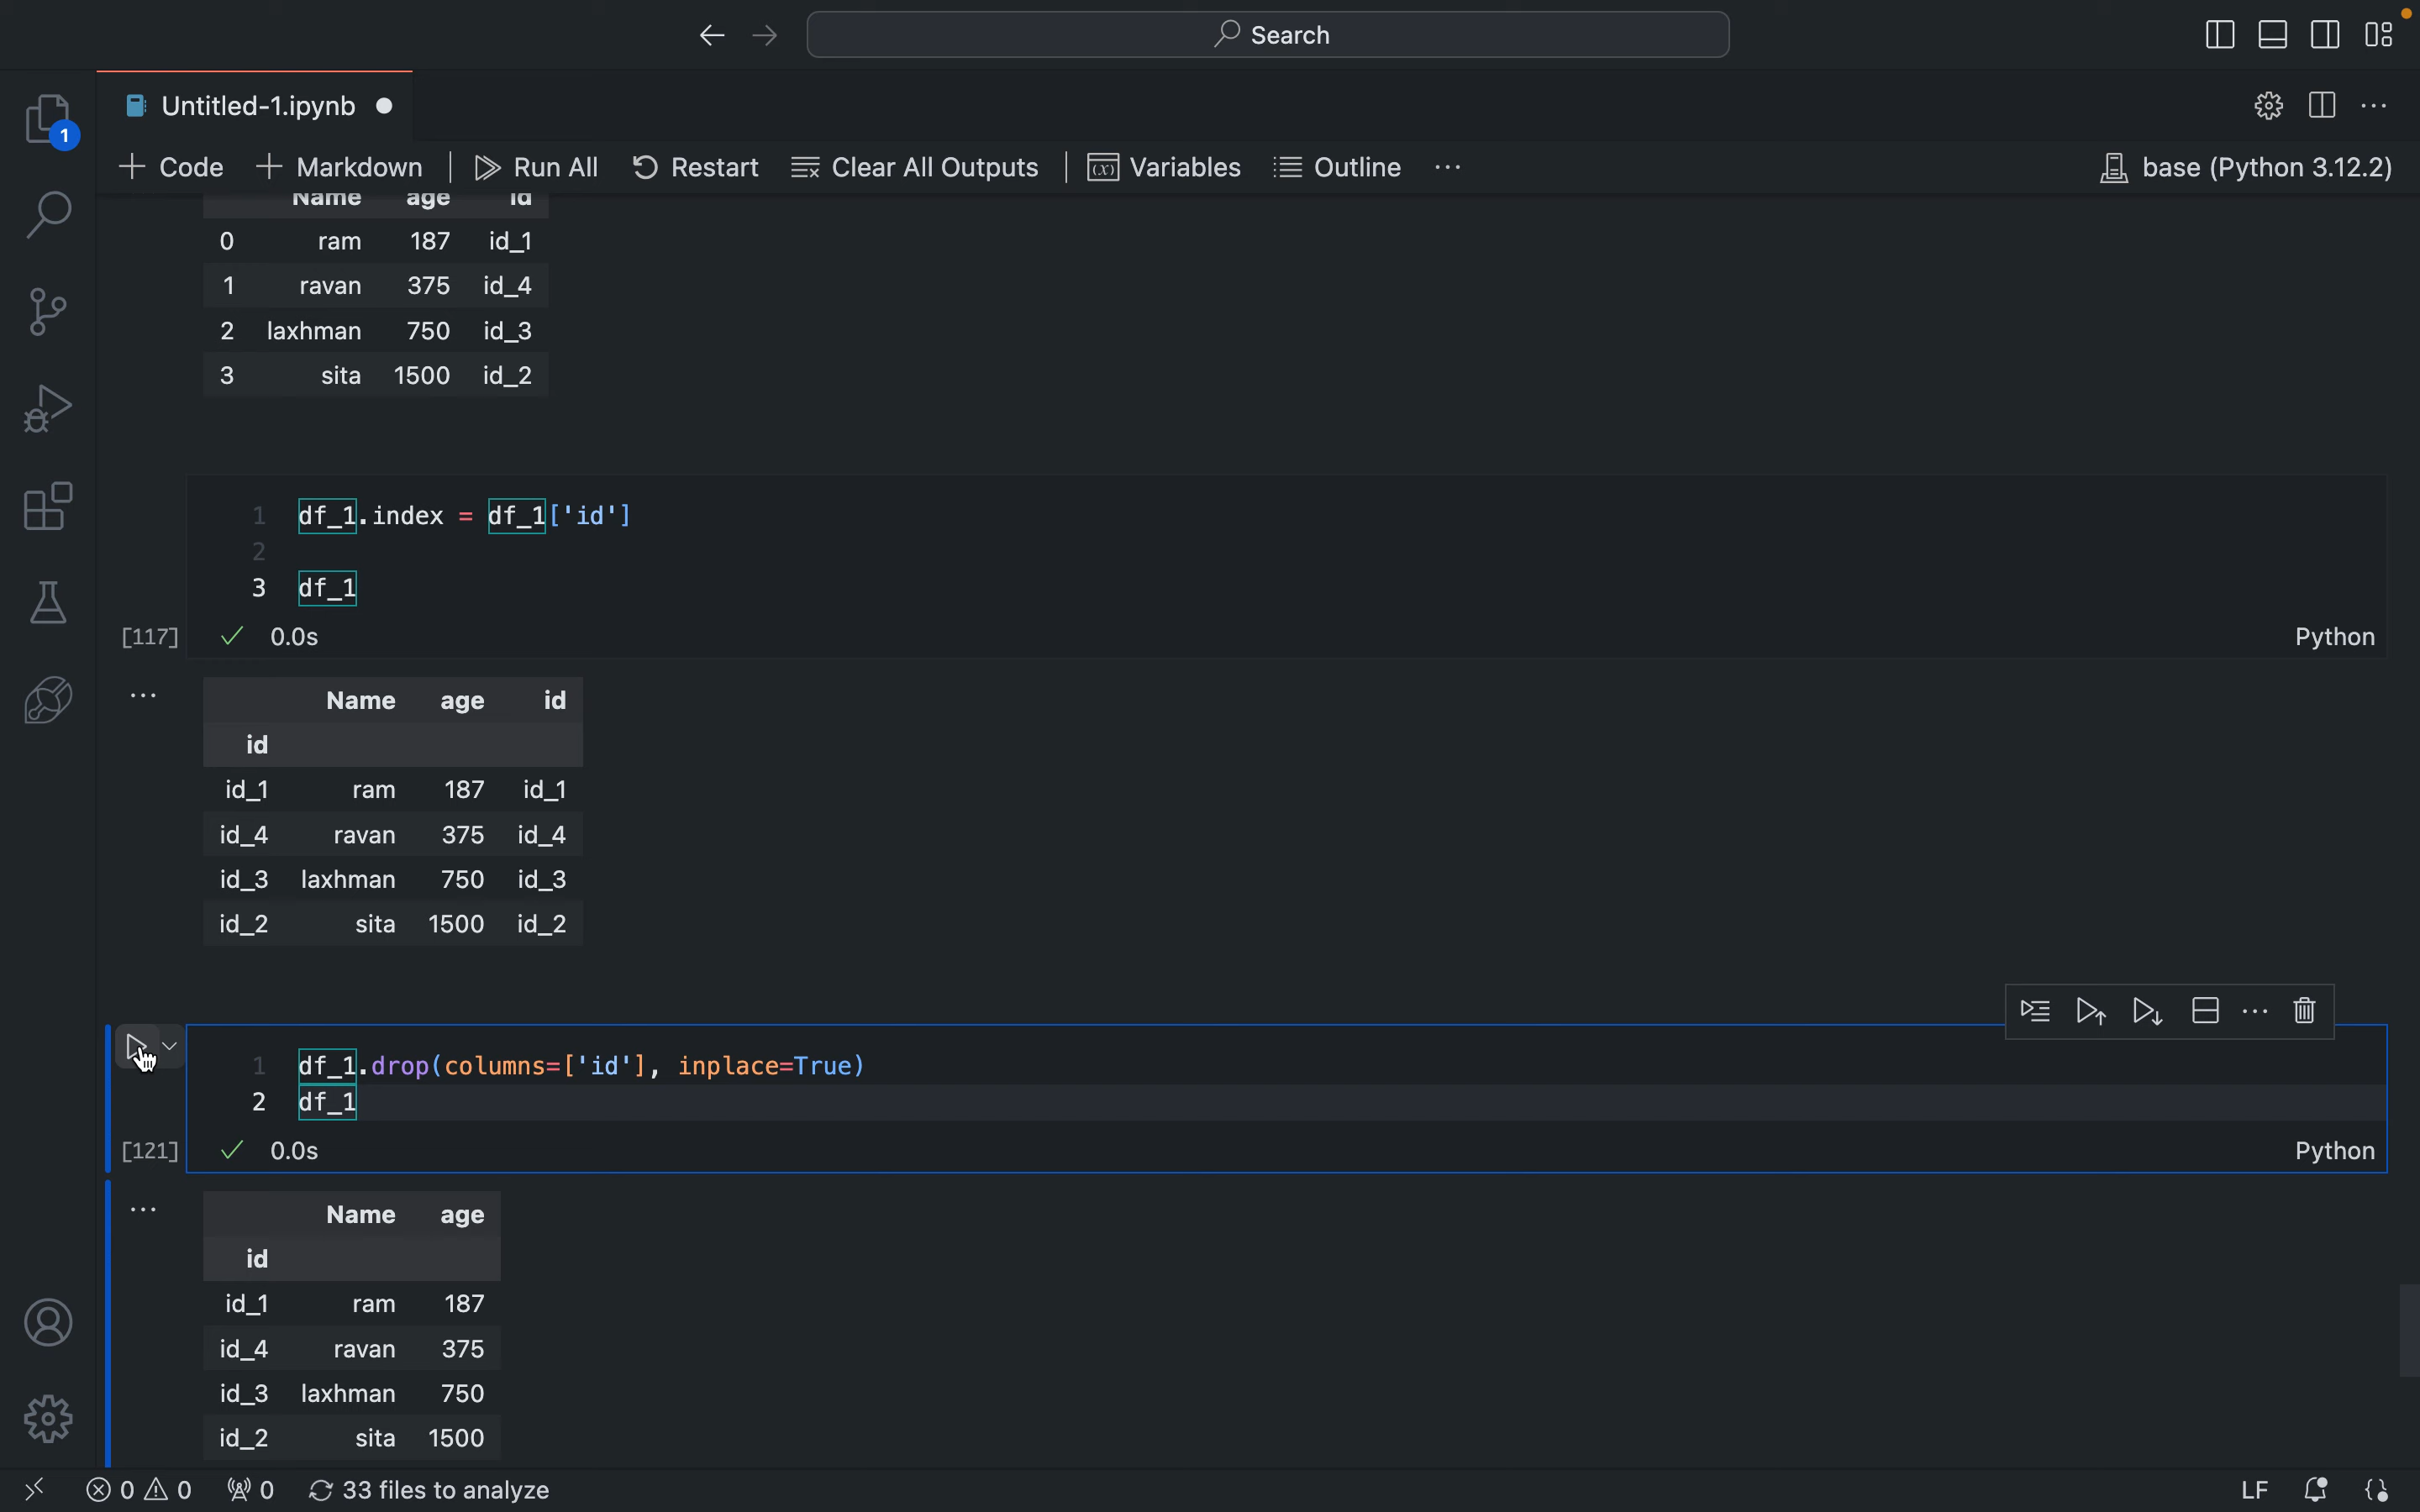 Search
Untitled-1.ipynb
1
Code Markdown Run All Restart Clear All Outputs Variables Outline ... base (Python 3.12.2)
Name age id
0 ram 187 id_1
1 ravan 375 id_4
2 laxhman 750 id_3
3 sita 1500 id_2
1 df_1.index = df_1['id']
2
3 df_1
[117] 0.0s Python
... Name age id
id
id_1 ram 187 id_1
id_4 ravan 375 id_4
id_3 laxhman 750 id_3
id_2 sita 1500 id_2
1 df_1.drop(columns=['id'], inplace=True)
2 df_1
[121] 0.0s Python
... Name age
id
id_1 ram 187
id_4 ravan 375
id_3 laxhman 750
id_2 sita 1500
0 0 0 33 files to analyze LF